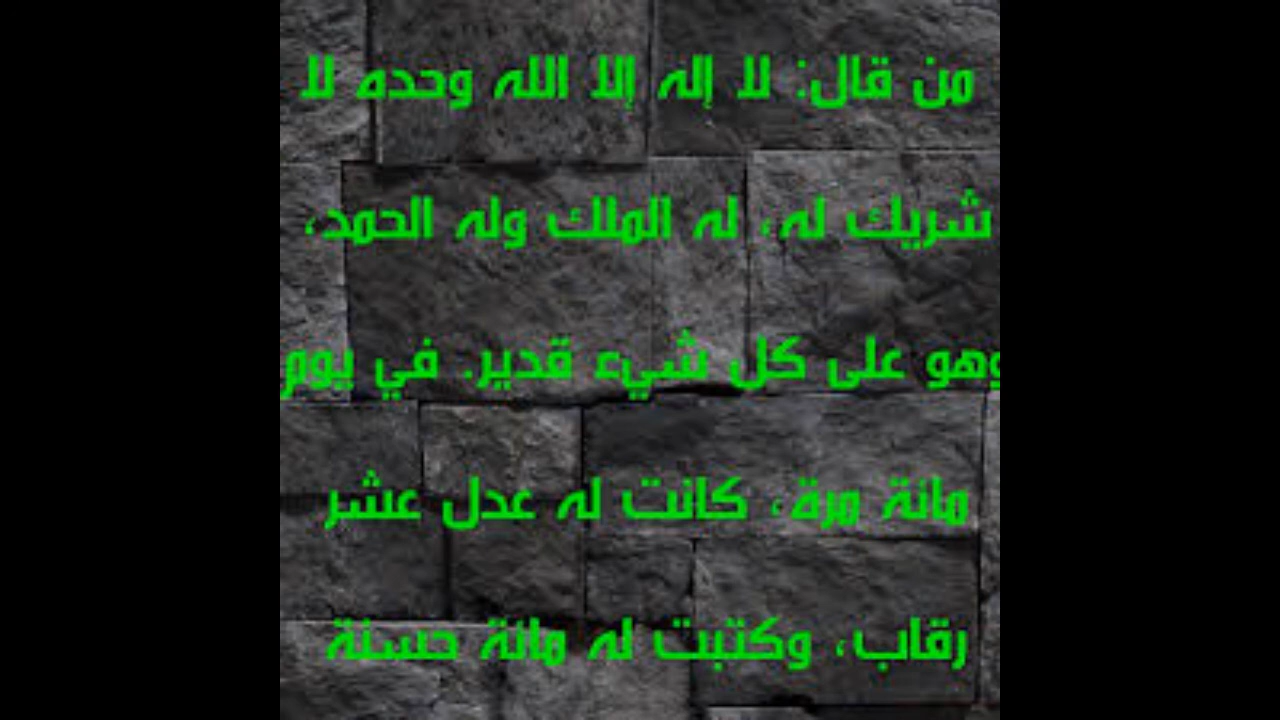 من قال: لا إله إلا الله وحده لا
شريك له، له الملك وله الحمد،
وهو على كل شيء قدير. في يوم
مائة مرة، كانت له عدل عشر
رقاب، وكتبت له مائة حسنة